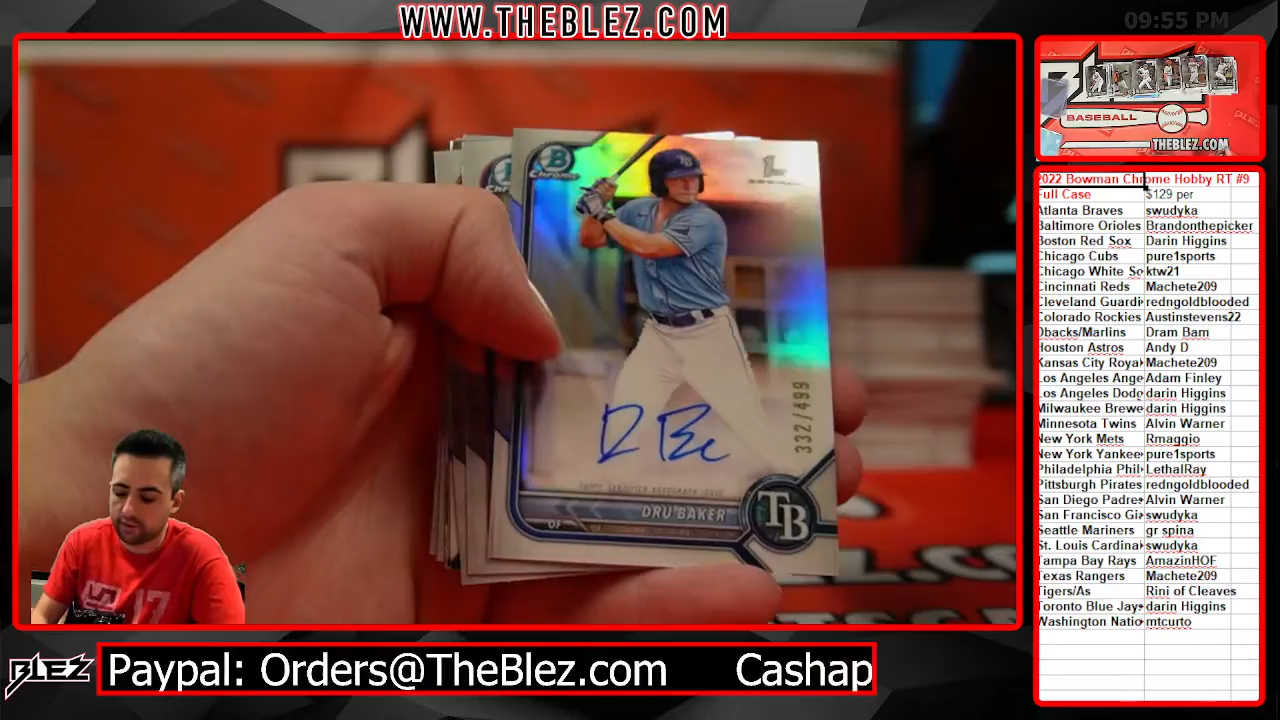 WWW.THEBLEZ.COM
09:55 PM
BASEBALL
THEBLEZ.COM
Chrome
332/499
TOPPS CERTIFIED AUTOGRAPH ISSUE
DRU BAKER
OF
TB
2022 Bowman Chrome Hobby RT #9
Full Case $129 per
Atlanta Braves swudyka
Baltimore Orioles Brandonthepicker
Boston Red Sox Darin Higgins
Chicago Cubs pure1sports
Chicago White So ktw21
Cincinnati Reds Machete209
Cleveland Guardi redngoldblooded
Colorado Rockies Austinstevens22
Dbacks/Marlins Dram Bam
Houston Astros Andy D
Kansas City Roya Machete209
Los Angeles Ange Adam Finley
Los Angeles Dodg darin Higgins
Milwaukee Brewe darin Higgins
Minnesota Twins Alvin Warner
New York Mets Rmaggio
New York Yankee pure1sports
Philadelphia Phil LethalRay
Pittsburgh Pirates redngoldblooded
San Diego Padre Alvin Warner
San Francisco Gi swudyka
Seattle Mariners gr spina
St. Louis Cardina swudyka
Tampa Bay Rays AmazinHOF
Texas Rangers Machete209
Tigers/As Rini of Cleaves
Toronto Blue Jay darin Higgins
Washington Natio mtcurto
BLEZ
Paypal: Orders@TheBlez.com Cashap